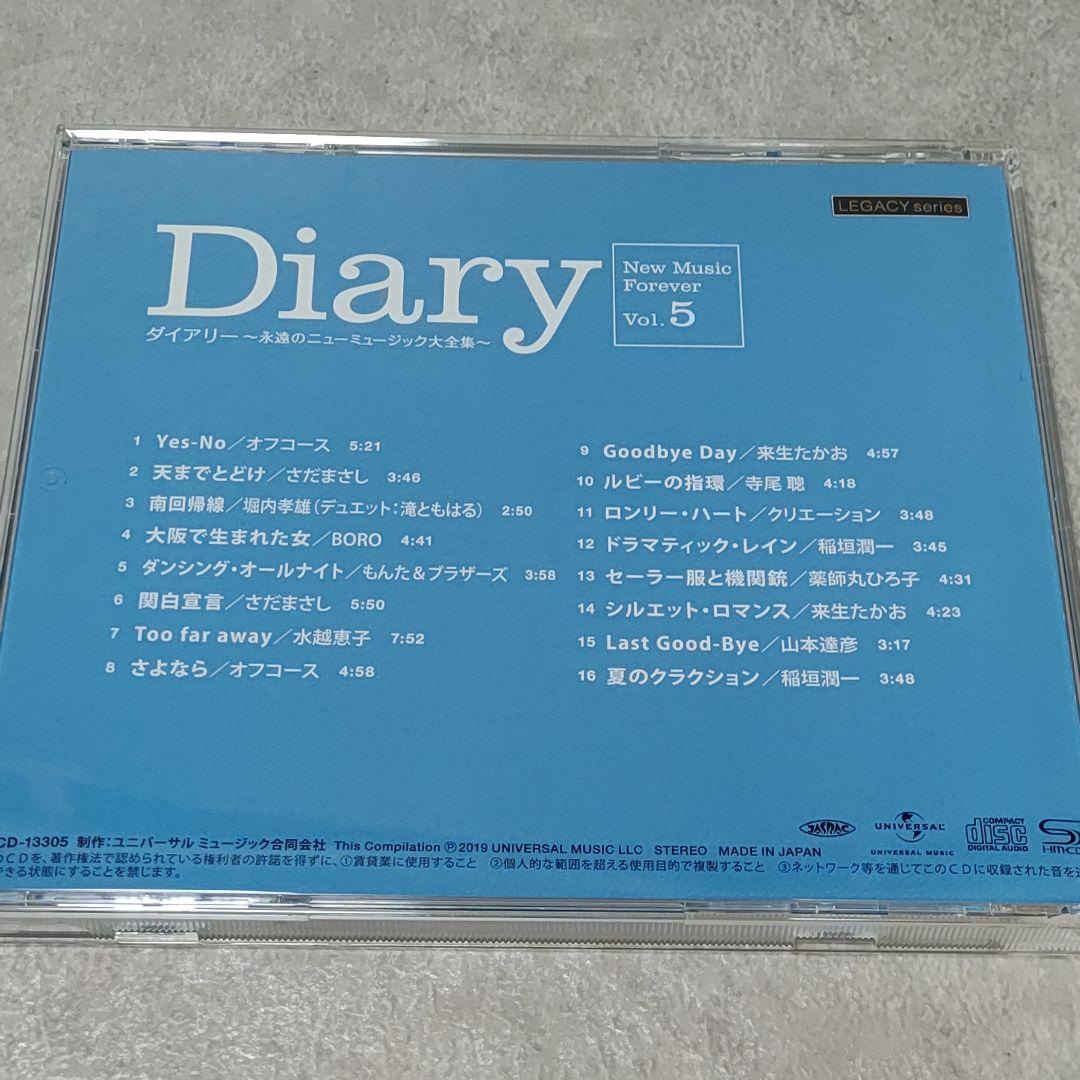 LEGACY series
Diary
New Music
Forever
Vol. 5
ダイアリー ～永遠のニューミュージック大全集～
1 Yes-No／オフコース 5:21
2 天までとどけ／さだまさし 3:46
3 南回帰線／堀内孝雄（デュエット：滝ともはる） 2:50
4 大阪で生まれた女／BORO 4:41
5 ダンシング・オールナイト／もんた＆ブラザーズ 3:58
6 関白宣言／さだまさし 5:50
7 Too far away／水越恵子 7:52
8 さよなら／オフコース 4:58
9 Goodbye Day／来生たかお 4:57
10 ルビーの指環／寺尾 聰 4:18
11 ロンリー・ハート／クリエーション 3:48
12 ドラマティック・レイン／稲垣潤一 3:45
13 セーラー服と機関銃／薬師丸ひろ子 4:31
14 シルエット・ロマンス／来生たかお 4:23
15 Last Good-Bye／山本達彦 3:17
16 夏のクラクション／稲垣潤一 3:48
JASRAC
UNIVERSAL
UNIVERSAL MUSIC
COMPACT
disc
DIGITAL AUDIO
CD-13305 制作：ユニバーサル ミュージック合同会社 This Compilation Ⓟ2019 UNIVERSAL MUSIC LLC STEREO MADE IN JAPAN
のCDを、著作権法で認められている権利者の許諾を得ずに、①賃貸業に使用すること ②個人的な範囲を超える使用目的で複製すること ③ネットワーク等を通じてこのCDに収録された音を送
できる状態にすることを禁じます。